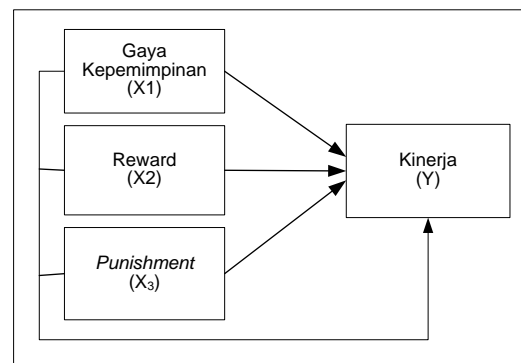 Gaya
Kepemimpinan
(X1)
Reward
(X2)
Kinerja
(Y)
Punishment
(X₃)